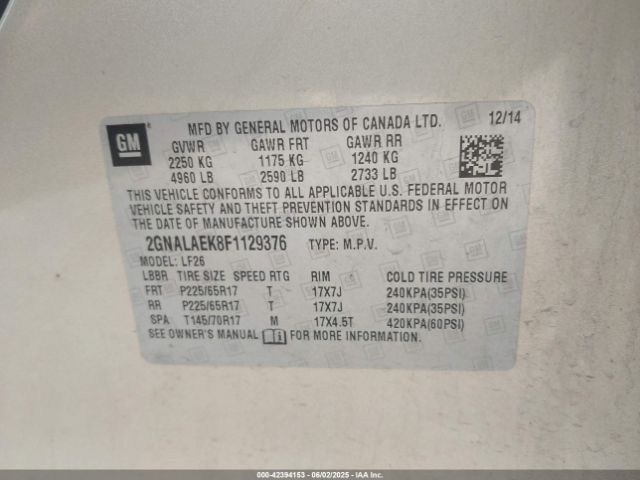 GM
MFD BY GENERAL MOTORS OF CANADA LTD. 12/14
GVWR GAWR FRT GAWR RR
2250 KG 1175 KG 1240 KG
4960 LB 2590 LB 2733 LB
THIS VEHICLE CONFORMS TO ALL APPLICABLE U.S. FEDERAL MOTOR
VEHICLE SAFETY AND THEFT PREVENTION STANDARDS IN EFFECT ON
THE DATE OF MANUFACTURE SHOWN ABOVE.
2GNALAEK8F1129376 TYPE: M.P.V.
MODEL: LF26
LBBR TIRE SIZE SPEED RTG RIM COLD TIRE PRESSURE
FRT P225/65R17 T 17X7J 240KPA(35PSI)
RR P225/65R17 T 17X7J 240KPA(35PSI)
SPA T145/70R17 M 17X4.5T 420KPA(60PSI)
SEE OWNER'S MANUAL FOR MORE INFORMATION.
000-42394153 - 06/02/2025 - IAAI, Inc.